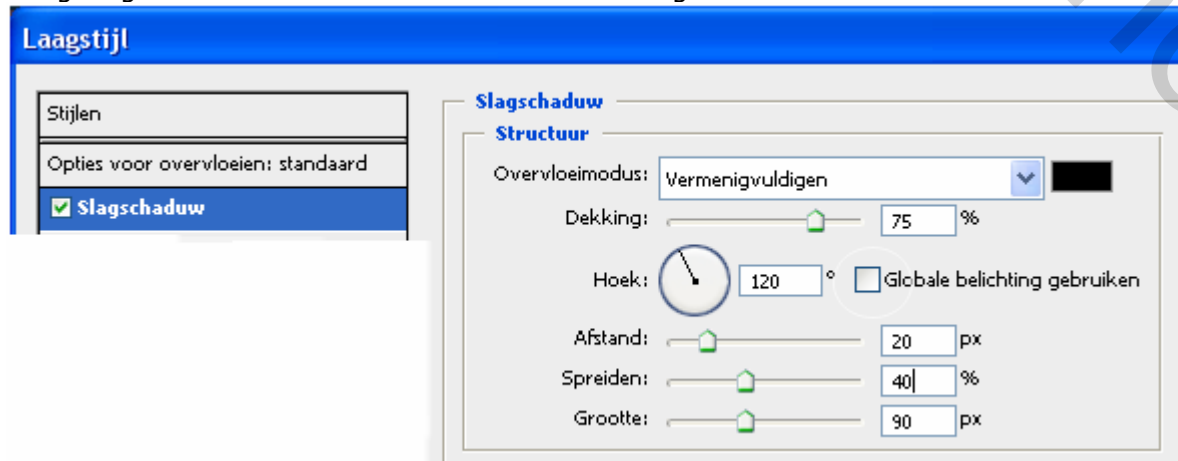 Laagstijl
Stijlen
Opties voor overvloeien: standaard
Slagschaduw
Slagschaduw
Structuur
Overvloeimodus: Vermenigvuldigen
Dekking: 75 %
Hoek: 120 ° Globale belichting gebruiken
Afstand: 20 px
Spreiden: 40 %
Grootte: 90 px